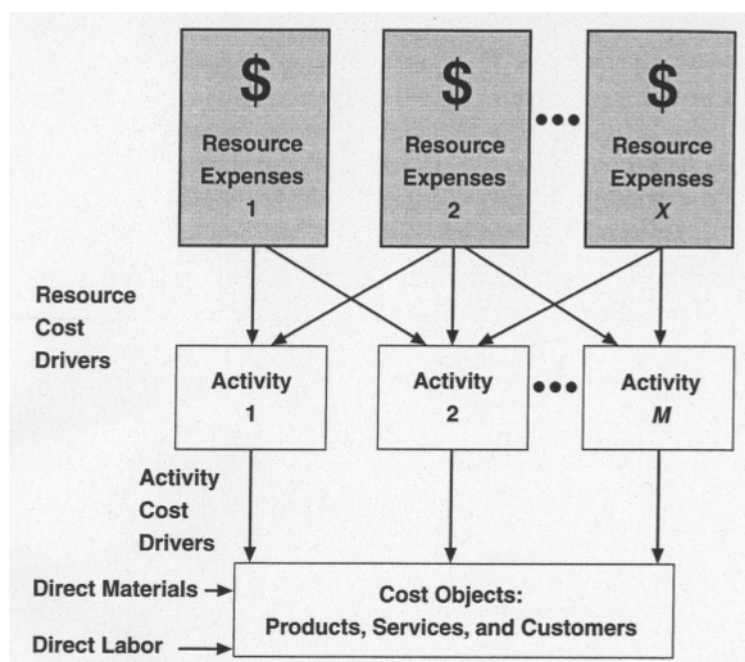 $
Resource
Expenses
1
$
Resource
Expenses
2
$
Resource
Expenses
X
Resource
Cost
Drivers
Activity
1
Activity
2
Activity
M
Activity
Cost
Drivers
Direct Materials
Direct Labor
Cost Objects:
Products, Services, and Customers